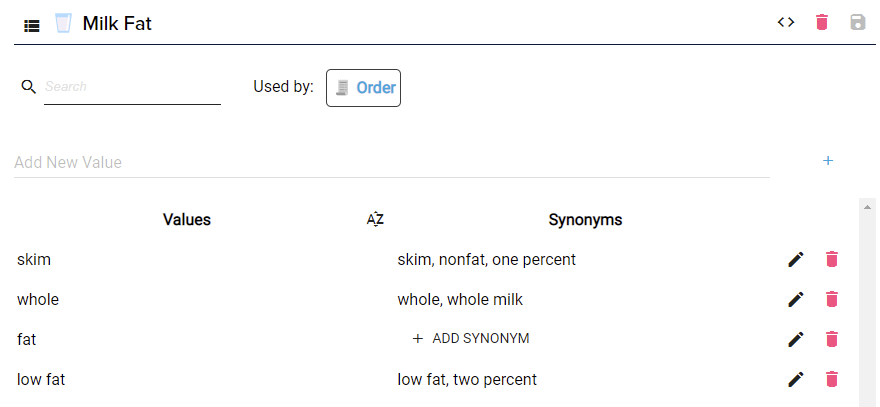 Milk Fat
Search
Used by: Order
Add New Value
Values AZ Synonyms
skim skim, nonfat, one percent
whole whole, whole milk
fat + ADD SYNONYM
low fat low fat, two percent